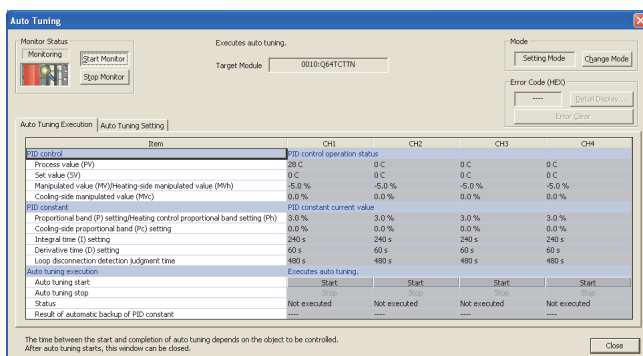 Auto Tuning
Monitor Status
Monitoring
Start Monitor
Stop Monitor
Executes auto tuning.
Target Module 0010:Q64TCTTN
Mode
Setting Mode Change Mode
Error Code (HEX)
---- Detail Display...
Error Clear
Auto Tuning Execution Auto Tuning Setting
Item CH1 CH2 CH3 CH4
PID control PID control operation status
Process value (PV) 28 C 0 C 0 C 0 C
Set value (SV) 0 C 0 C 0 C 0 C
Manipulated value (MV)/Heating-side manipulated value (MVh) -5.0 % -5.0 % -5.0 % -5.0 %
Cooling-side manipulated value (MVc) 0.0 % 0.0 % 0.0 % 0.0 %
PID constant PID constant current value
Proportional band (P) setting/Heating control proportional band setting (Ph) 3.0 % 3.0 % 3.0 % 3.0 %
Cooling-side proportional band (Pc) setting 0.0 % 0.0 % 0.0 % 0.0 %
Integral time (I) setting 240 s 240 s 240 s 240 s
Derivative time (D) setting 60 s 60 s 60 s 60 s
Loop disconnection detection judgment time 480 s 480 s 480 s 480 s
Auto tuning execution Executes auto tuning.
Auto tuning start Start Start Start Start
Auto tuning stop Stop Stop Stop Stop
Status Not executed Not executed Not executed Not executed
Result of automatic backup of PID constant ---- ---- ---- ----
The time between the start and completion of auto tuning depends on the object to be controlled.
After auto tuning starts, this window can be closed.
Close